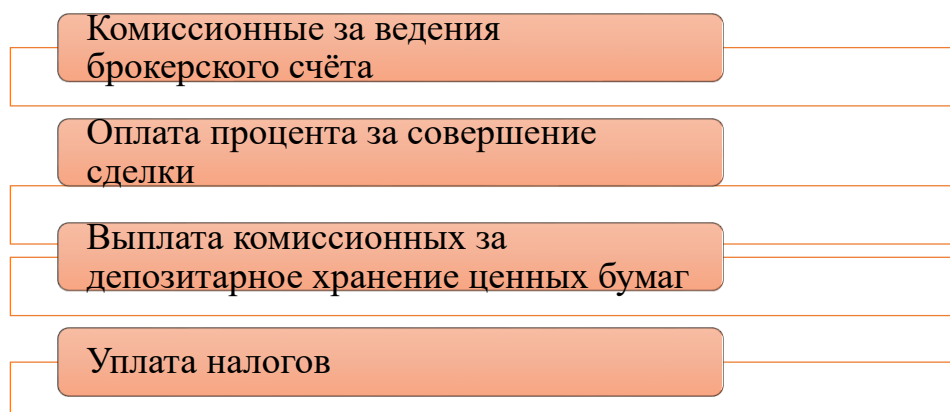 Комиссионные за ведения
брокерского счёта
Оплата процента за совершение
сделки
Выплата комиссионных за
депозитарное хранение ценных бумаг
Уплата налогов